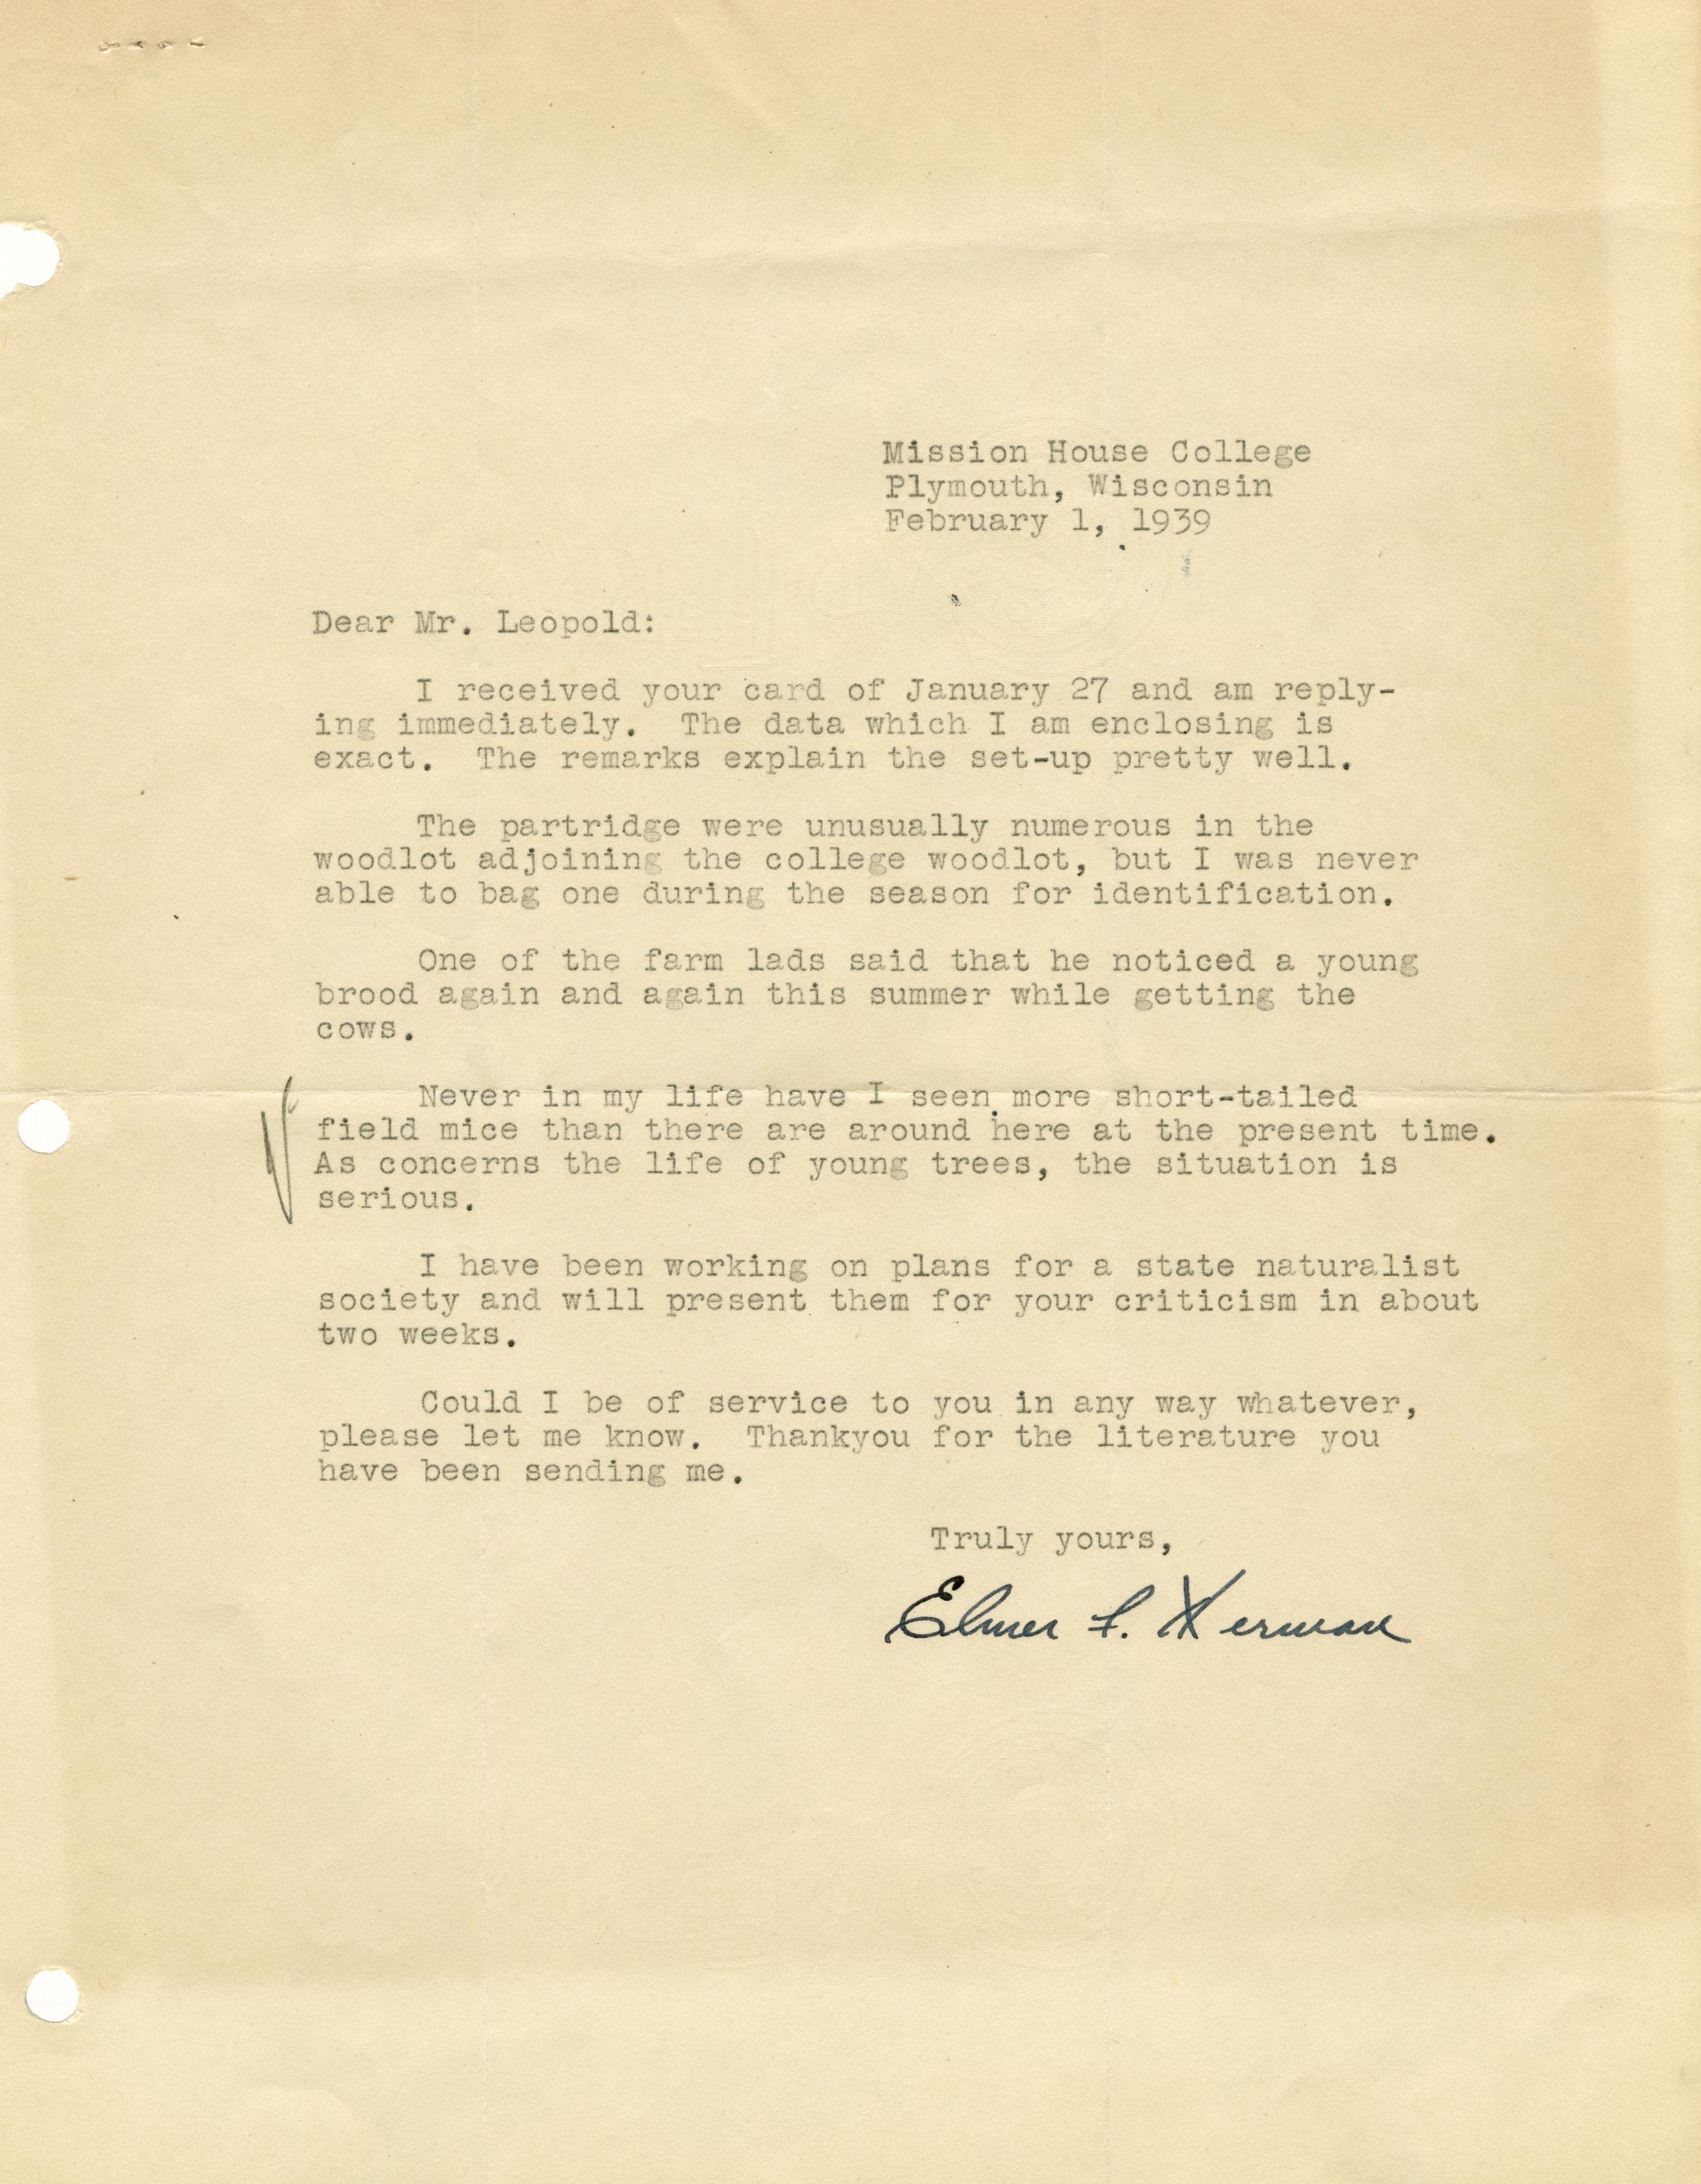 Mission House College
Plymouth, Wisconsin
February 1, 1939
Dear Mr. Leopold:
I received your card of January 27 and am reply-
ing immediately.  The data which I am enclosing is
exact.  The remarks explain the set-up pretty well.
The partridge were unusually numerous in the
woodlot adjoining the college woodlot, but I was never
able to bag one during the season for identification.
One of the farm lads said that he noticed a young
brood again and again this summer while getting the
cows.
Never in my life have I seen more short-tailed
field mice than there are around here at the present time.
As concerns the life of young trees, the situation is
serious.
I have been working on plans for a state naturalist
society and will present them for your criticism in about
two weeks.
Could I be of service to you in any way whatever,
please let me know.  Thankyou for the literature you
have been sending me.
Truly yours,
Elmer F. Herman